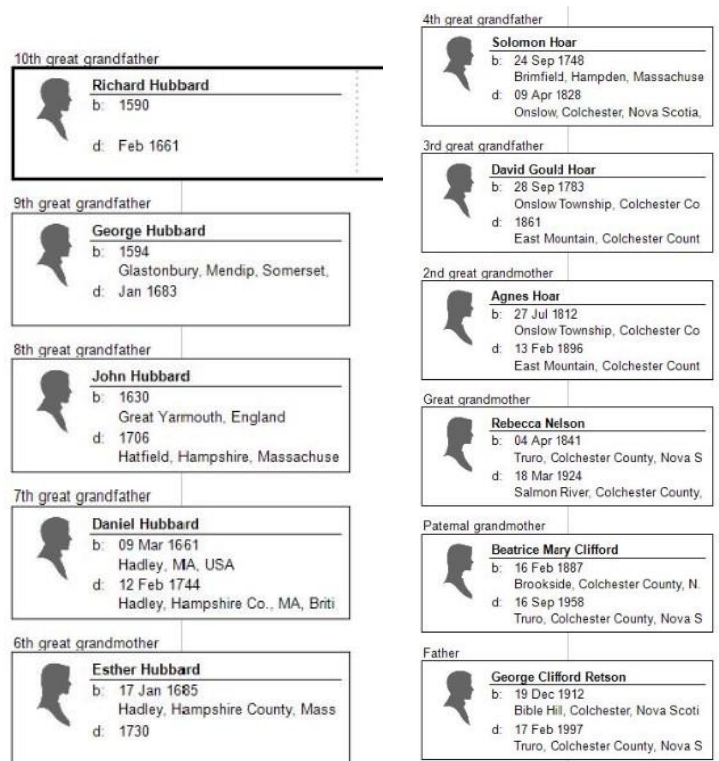 10th great grandfather
Richard Hubbard
b: 1590
d: Feb 1661
9th great grandfather
George Hubbard
b: 1594
Glastonbury, Mendip, Somerset,
d: Jan 1683
8th great grandfather
John Hubbard
b: 1630
Great Yarmouth, England
d: 1706
Hatfield, Hampshire, Massachuse
7th great grandfather
Daniel Hubbard
b: 09 Mar 1661
Hadley, MA, USA
d: 12 Feb 1744
Hadley, Hampshire Co., MA, Briti
6th great grandmother
Esther Hubbard
b: 17 Jan 1685
Hadley, Hampshire County, Mass
d: 1730
4th great grandfather
Solomon Hoar
b: 24 Sep 1748
Brimfield, Hampden, Massachuse
d: 09 Apr 1828
Onslow, Colchester, Nova Scotia,
3rd great grandfather
David Gould Hoar
b: 28 Sep 1783
Onslow Township, Colchester Co
d: 1861
East Mountain, Colchester Count
2nd great grandmother
Agnes Hoar
b: 27 Jul 1812
Onslow Township, Colchester Co
d: 13 Feb 1896
East Mountain, Colchester Count
Great grandmother
Rebecca Nelson
b: 04 Apr 1841
Truro, Colchester County, Nova S
d: 18 Mar 1924
Salmon River, Colchester County,
Paternal grandmother
Beatrice Mary Clifford
b: 16 Feb 1887
Brookside, Colchester County, N.
d: 16 Sep 1958
Truro, Colchester County, Nova S
Father
George Clifford Retson
b: 19 Dec 1912
Bible Hill, Colchester, Nova Scoti
d: 17 Feb 1997
Truro, Colchester County, Nova S